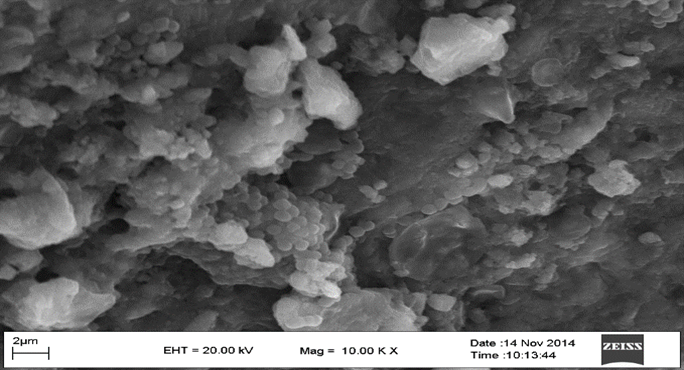 2µm
EHT = 20.00 kV
Mag = 10.00 K X
Date :14 Nov 2014
Time :10:13:44
ZEISS